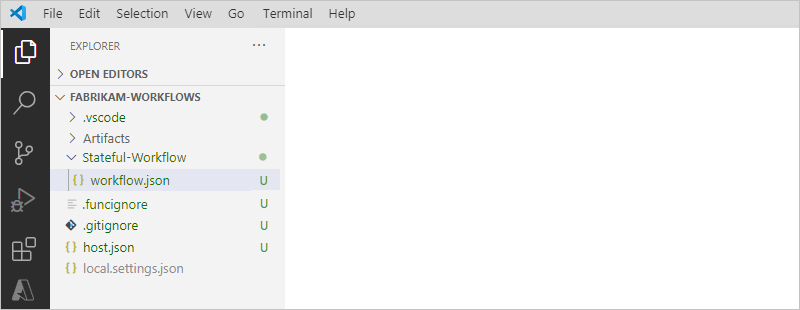 File Edit Selection View Go Terminal Help
EXPLORER ...
OPEN EDITORS
FABRIKAM-WORKFLOWS
.vscode
Artifacts
Stateful-Workflow
{} workflow.json U
.funcignore U
.gitignore U
{} host.json U
{} local.settings.json